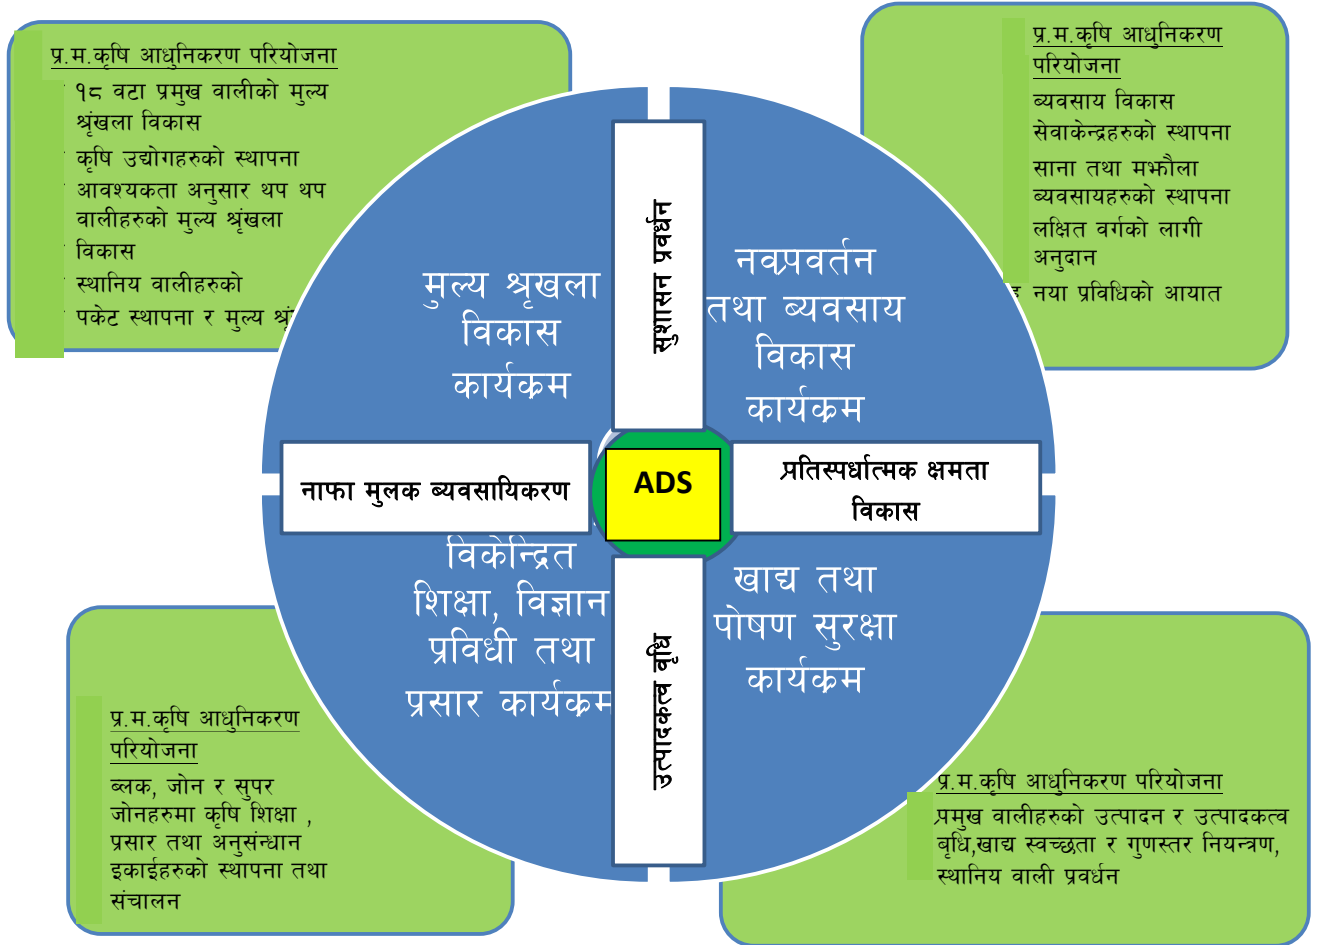 प्र.म.कृषि आधुनिकरण परियोजना
१८ वटा प्रमुख वालीको मुल्य
श्रृंखला विकास
कृषि उद्योगहरुको स्थापना
आवश्यकता अनुसार थप थप
वालीहरुको मुल्य श्रृंखला
विकास
स्थानिय वालीहरुको
पकेट स्थापना र मुल्य
प्र.म.कृषि आधुनिकरण
परियोजना
ब्यवसाय विकास
सेवाकेन्द्रहरुको स्थापना
साना तथा मझौला
ब्यवसायहरुको स्थापना
लक्षित वर्गको लागी
अनुदान
नया प्रविधिको आयात
मुल्य श्रृखला
विकास
कार्यक्रम
सुशासन प्रवर्धन
नवप्रवर्तन
तथा ब्यवसाय
विकास
कार्यक्रम
नाफा मुलक ब्यवसायिकरण
ADS
प्रतिस्पर्धात्मक क्षमता
विकास
विकेन्द्रित
शिक्षा, विज्ञान
प्रविधी तथा
प्रसार कार्यक्रम
उत्पादकत्व वृधि
खाद्य तथा
पोषण सुरक्षा
कार्यक्रम
प्र.म.कृषि आधुनिकरण
परियोजना
ब्लक, जोन र सुपर
जोनहरुमा कृषि शिक्षा ,
प्रसार तथा अनुसंन्धान
इकाईहरुको स्थापना तथा
संचालन
प्र.म.कृषि आधुनिकरण परियोजना
प्रमुख वालीहरुको उत्पादन र उत्पादकत्व
बृधि,खाद्य स्वच्छता र गुणस्तर नियन्त्रण,
स्थानिय वाली प्रवर्धन